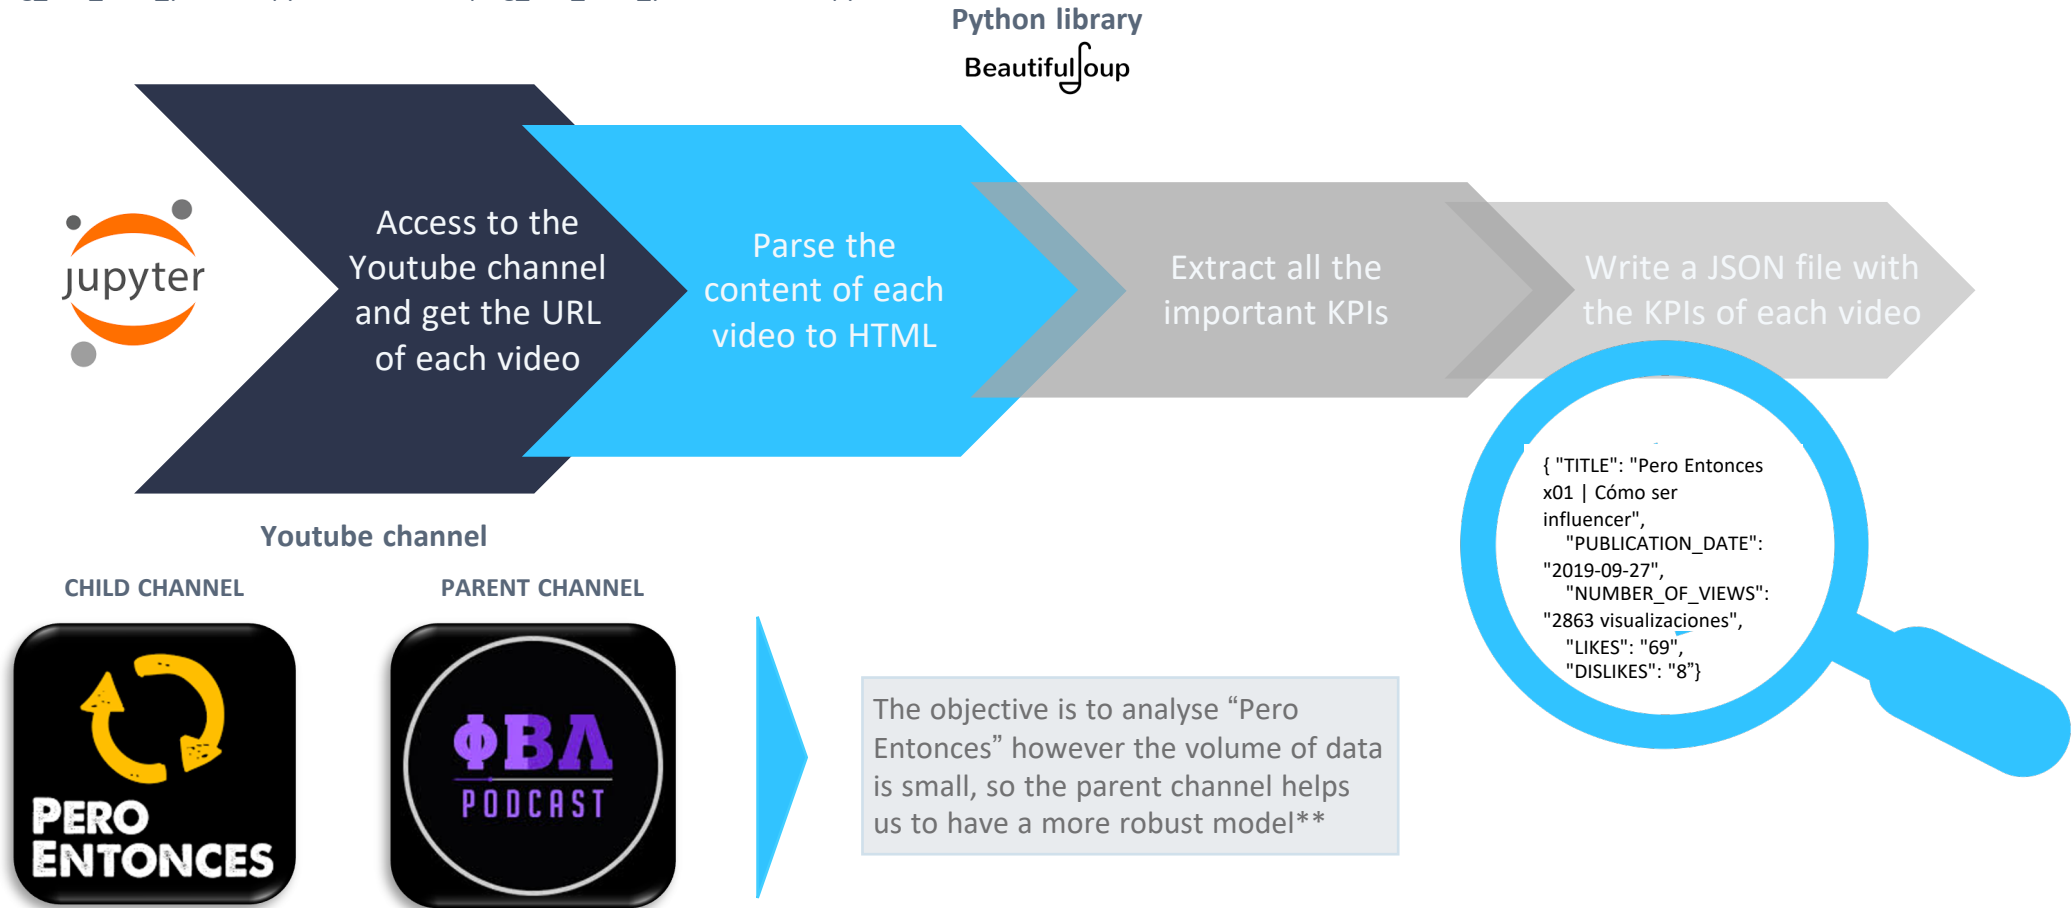 Python library
BeautifulSoup
jupyter
Access to the
Youtube channel
and get the URL
of each video
Parse the
content of each
video to HTML
Extract all the
important KPIs
Write a JSON file with
the KPIs of each video
{ "TITLE": "Pero Entonces
x01 | Cómo ser
influencer",
"PUBLICATION_DATE":
"2019-09-27",
"NUMBER_OF_VIEWS":
"2863 visualizaciones",
"LIKES": "69",
"DISLIKES": "8”}
Youtube channel
CHILD CHANNEL
PARENT CHANNEL
PERO
ENTONCES
ΦBΛ
PODCAST
The objective is to analyse “Pero
Entonces” however the volume of data
is small, so the parent channel helps
us to have a more robust model**